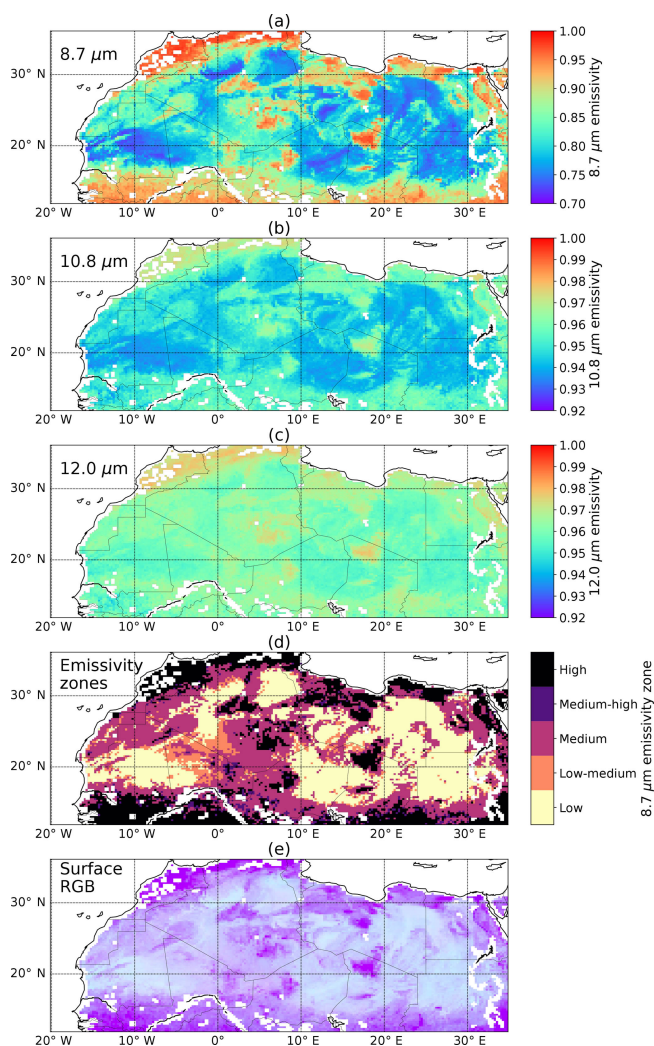 (a)
8.7 μm
30° N
20° N
20° W
10° W
0°
10° E
20° E
30° E
1.00
0.95
0.90
0.85
0.80
0.75
0.70
8.7 μm emissivity
(b)
10.8 μm
30° N
20° N
20° W
10° W
0°
10° E
20° E
30° E
1.00
0.99
0.98
0.97
0.96
0.95
0.94
0.93
0.92
10.8 μm emissivity
(c)
12.0 μm
30° N
20° N
20° W
10° W
0°
10° E
20° E
30° E
1.00
0.99
0.98
0.97
0.96
0.95
0.94
0.93
0.92
12.0 μm emissivity
(d)
Emissivity
zones
30° N
20° N
20° W
10° W
0°
10° E
20° E
30° E
High
Medium-high
Medium
Low-medium
Low
8.7 μm emissivity zone
(e)
Surface
RGB
30° N
20° N
20° W
10° W
0°
10° E
20° E
30° E